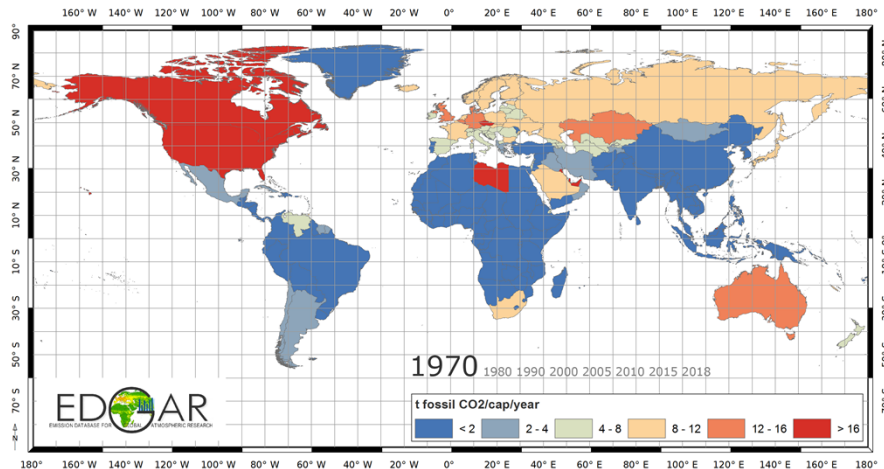 160° W 140° W 120° W 100° W 80° W 60° W 40° W 20° W 0° 20° E 40° E 60° E 80° E 100° E 120° E 140° E 160° E 180°
90°
70° N
50° N
30° N
10° N
10° S
30° S
50° S
70° S
1970 1980 1990 2000 2005 2010 2015 2018
EDGAR
EMISSION DATABASE FOR GLOBAL ATMOSPHERIC RESEARCH
t fossil CO2/cap/year
< 2 2 - 4 4 - 8 8 - 12 12 - 16 > 16
180° 160° W 140° W 120° W 100° W 80° W 60° W 40° W 20° W 0° 20° E 40° E 60° E 80° E 100° E 120° E 140° E 160° E 180°